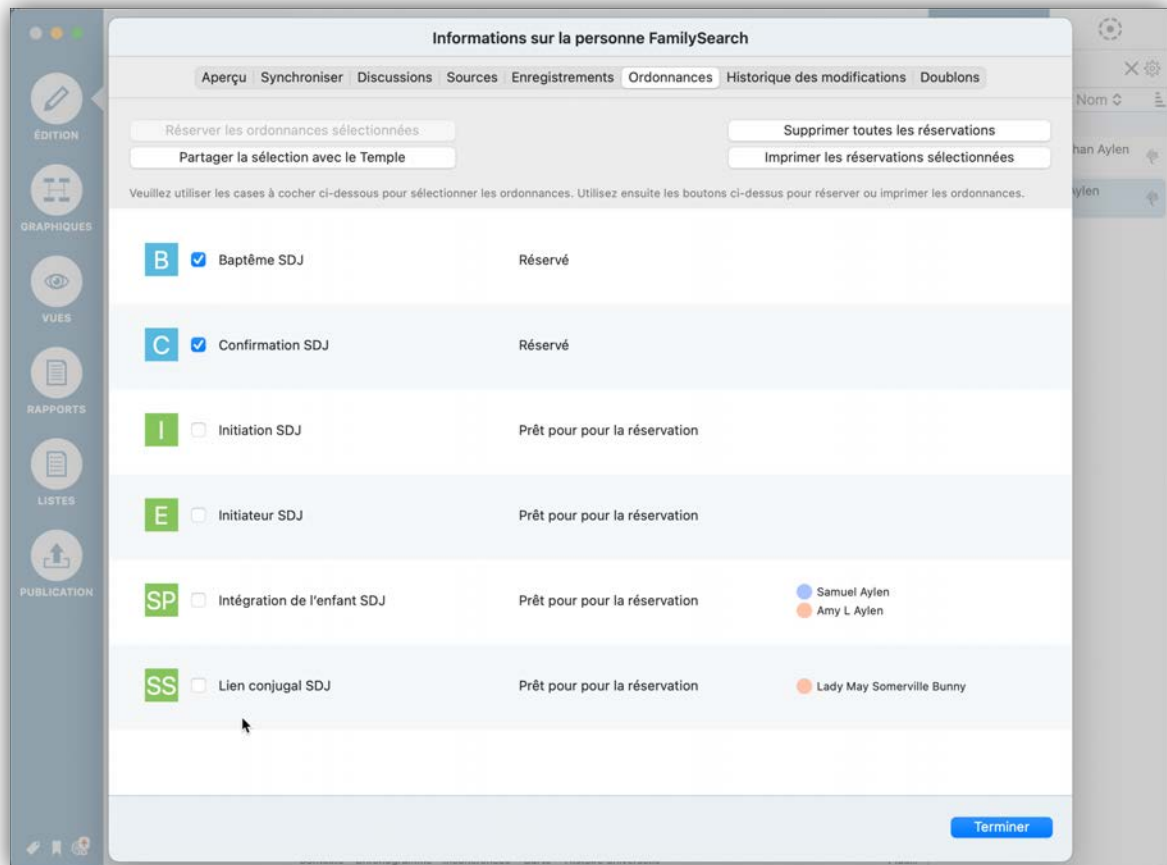 Informations sur la personne FamilySearch
Aperçu Synchroniser Discussions Sources Enregistrements Ordonnances Historique des modifications Doublons
Réserver les ordonnances sélectionnées Supprimer toutes les réservations
Partager la sélection avec le Temple Imprimer les réservations sélectionnées
Veuillez utiliser les cases à cocher ci-dessous pour sélectionner les ordonnances. Utilisez ensuite les boutons ci-dessus pour réserver ou imprimer les ordonnances.
B Baptême SDJ Réservé
C Confirmation SDJ Réservé
I Initiation SDJ Prêt pour pour la réservation
E Initiateur SDJ Prêt pour pour la réservation
SP Intégration de l'enfant SDJ Prêt pour pour la réservation Samuel Aylen
Amy L Aylen
SS Lien conjugal SDJ Prêt pour pour la réservation Lady May Somerville Bunny
Terminer
ÉDITION
GRAPHIQUES
VUES
RAPPORTS
LISTES
PUBLICATION
Nom
han Aylen
ylen